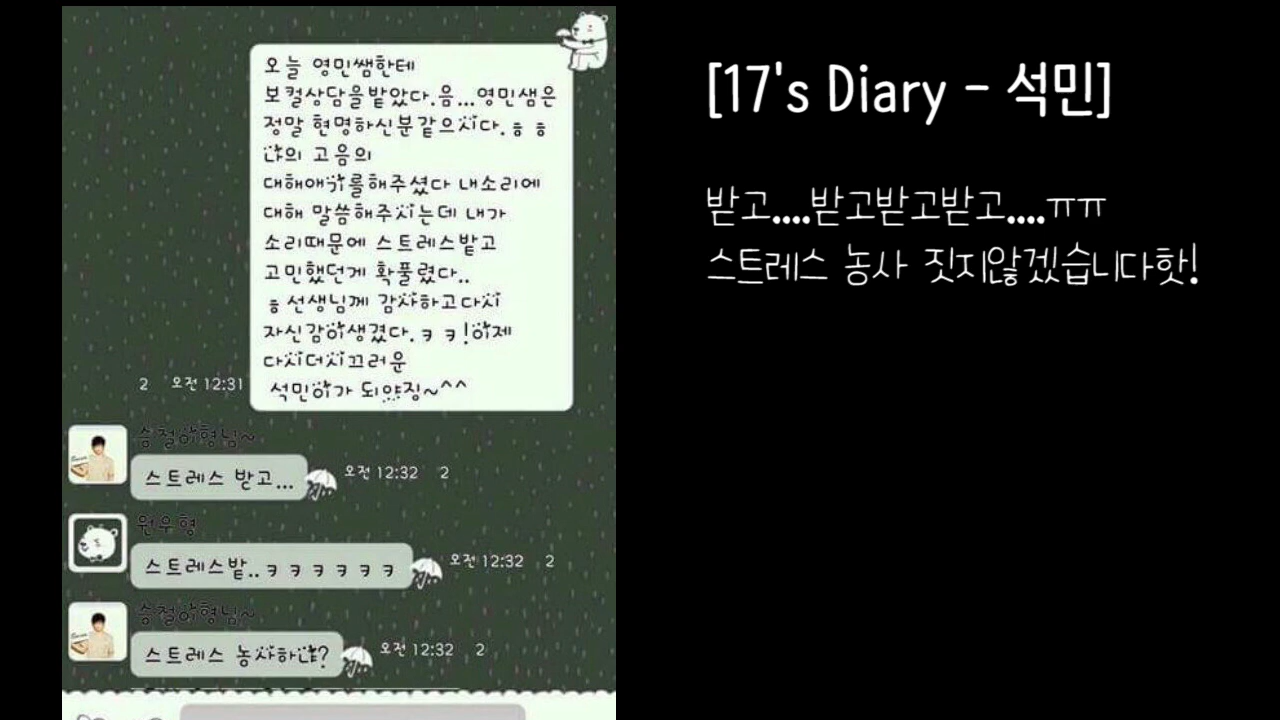 오늘 영민쌤한테
보컬상담을밭았다.음...영민샘은
정말 현명하신분같으시다.ㅎㅎ
나의 고음의
대해애기를해주셨다 내소리에
대해 말씀해주시는데 내가
소리때문에 스트레스밭고
고민했던게 확풀렸다..
ㅎ선생님께 감사하고다시
자신감이생겼다.ㅋㅋ!이제
다시더시끄러운
석민이가 되야징~^^
2 오전 12:31
승철이형님~
스트레스 받고...
오전 12:32 2
원우형
스트레스밭..ㅋㅋㅋㅋㅋㅋ
오전 12:32 2
승철이형님~
스트레스 농사하냐?
오전 12:32 2
[17's Diary - 석민]
받고....받고받고받고....ㅠㅠ
스트레스 농사 짓지않겠습니다핫!